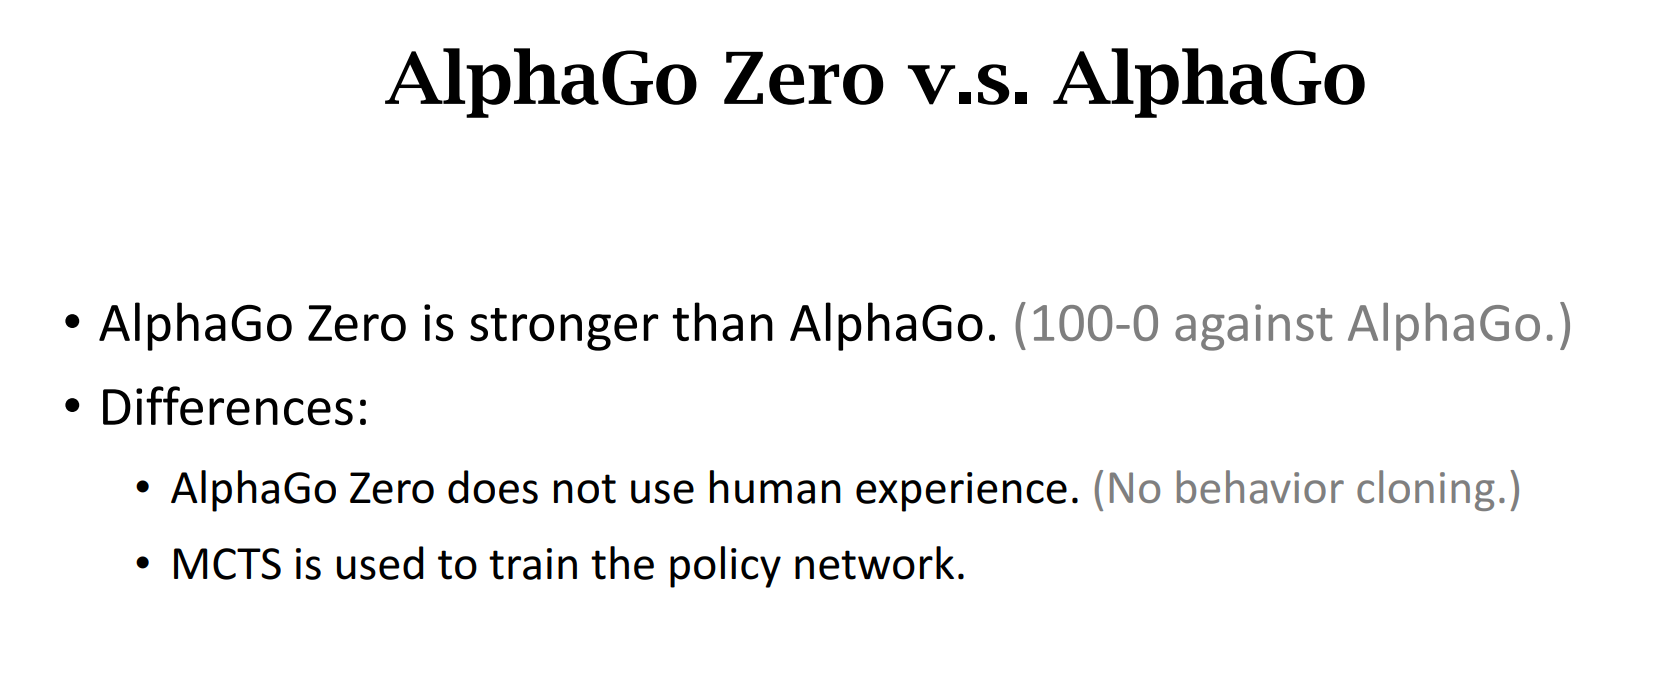 AlphaGo Zero v.s. AlphaGo
• AlphaGo Zero is stronger than AlphaGo. (100-0 against AlphaGo.)
• Differences:
• AlphaGo Zero does not use human experience. (No behavior cloning.)
• MCTS is used to train the policy network.